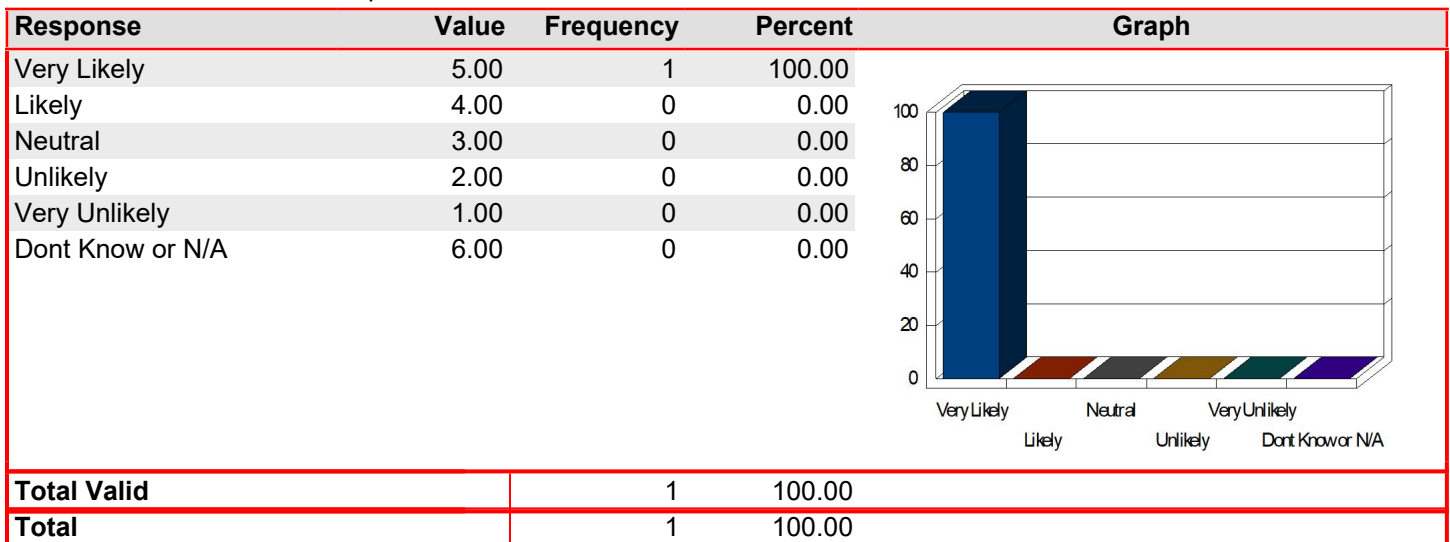 Response Value Frequency Percent Graph
Very Likely 5.00 1 100.00
Likely 4.00 0 0.00
Neutral 3.00 0 0.00
Unlikely 2.00 0 0.00
Very Unlikely 1.00 0 0.00
Dont Know or N/A 6.00 0 0.00
100
80
60
40
20
0
Very Likely Neutral Very Unlikely
Likely Unlikely Dont Know or N/A
Total Valid 1 100.00
Total 1 100.00